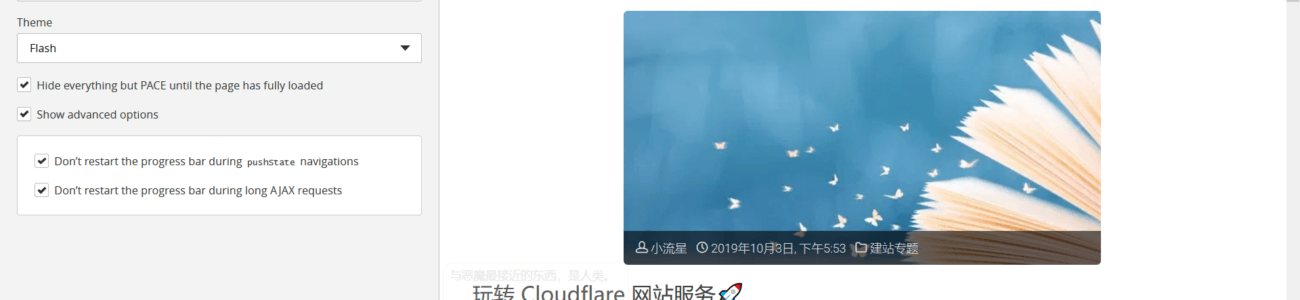 Theme
Flash
Hide everything but PACE until the page has fully loaded
Show advanced options
Don't restart the progress bar during pushstate navigations
Don't restart the progress bar during long AJAX requests
小流星 2019年10月3日, 下午5:53 建站专题
与恶魔最接近的东西，是人类。
玩转 Cloudflare 网站服务🚀